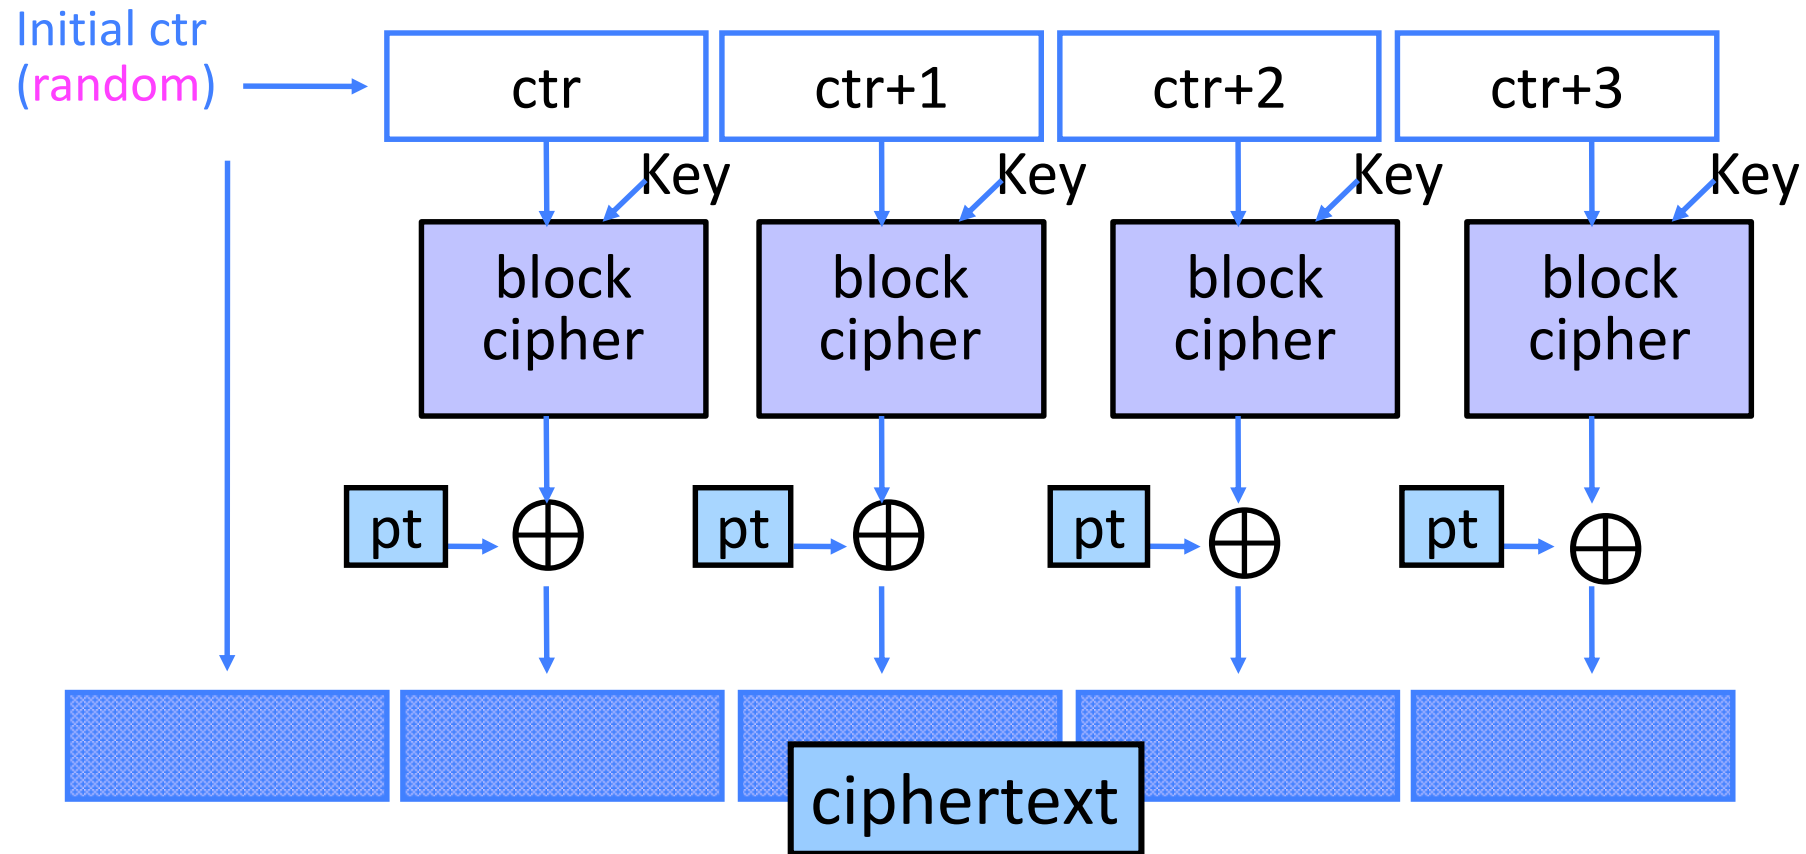 Initial ctr
(random)
ctr
ctr+1
ctr+2
ctr+3
Key
Key
Key
Key
block
cipher
block
cipher
block
cipher
block
cipher
pt
pt
pt
pt
ciphertext